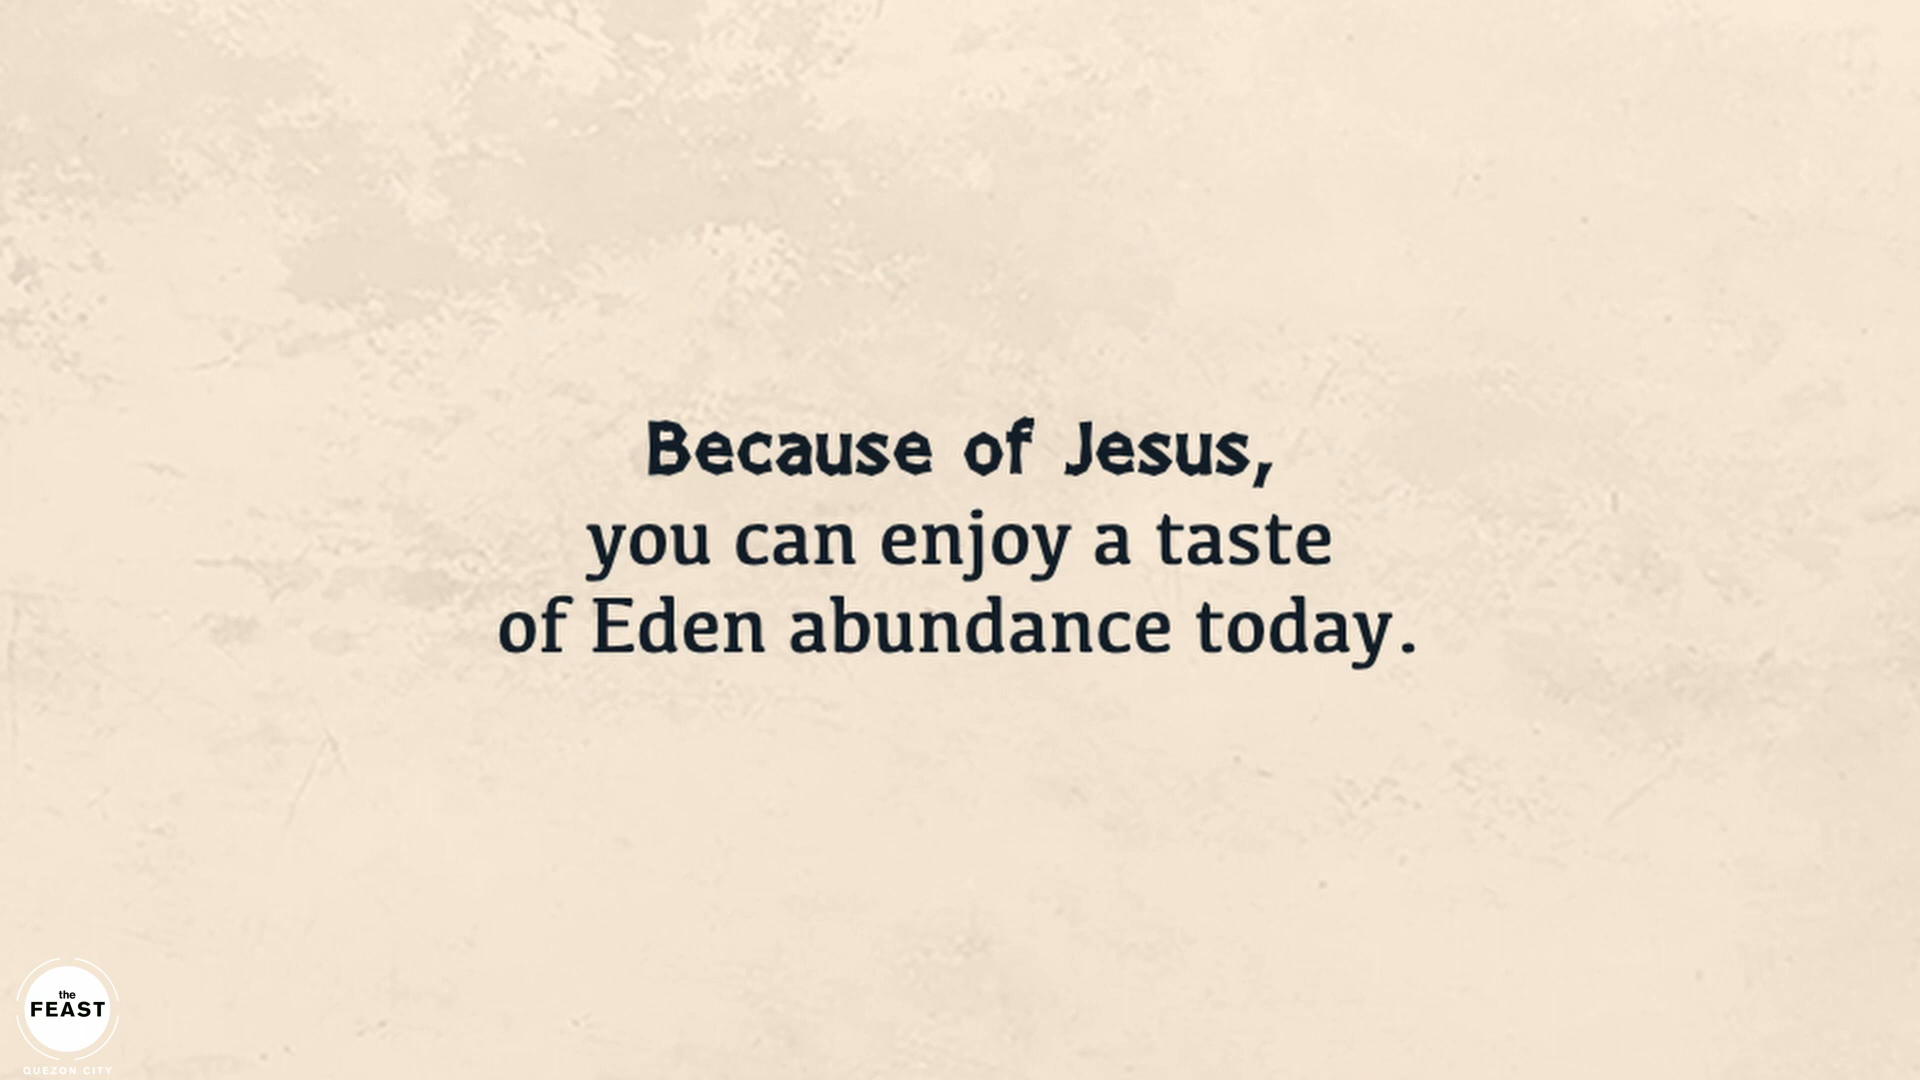 Because of Jesus,
you can enjoy a taste
of Eden abundance today.
the
FEAST
QUEZON CITY